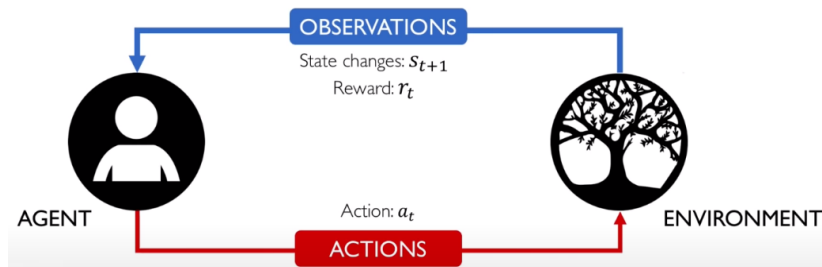 OBSERVATIONS
State changes: s_{t+1}
Reward: r_t
AGENT
Action: a_t
ENVIRONMENT
ACTIONS